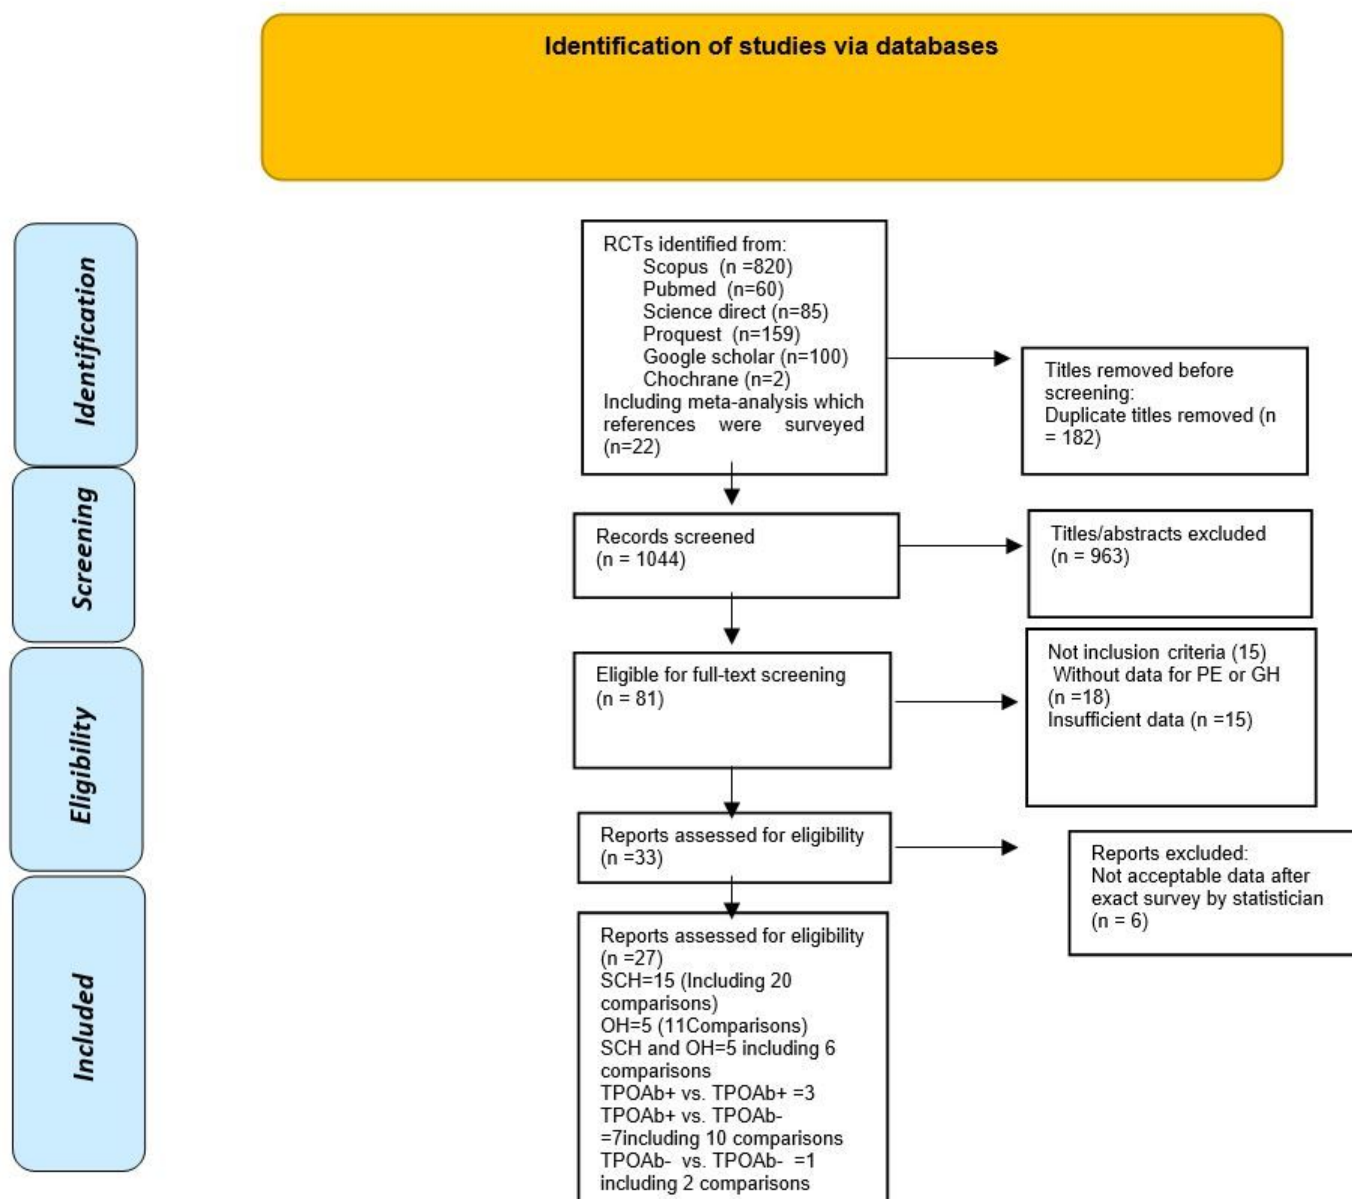 Identification of studies via databases
Identification
RCTs identified from:
Scopus (n =820)
Pubmed (n=60)
Science direct (n=85)
Proquest (n=159)
Google scholar (n=100)
Chochrane (n=2)
Including meta-analysis which
references were surveyed
(n=22)
Titles removed before
screening:
Duplicate titles removed (n
= 182)
Screening
Records screened
(n = 1044)
Titles/abstracts excluded
(n = 963)
Eligibility
Eligible for full-text screening
(n = 81)
Not inclusion criteria (15)
Without data for PE or GH
(n =18)
Insufficient data (n =15)
Reports assessed for eligibility
(n =33)
Reports excluded:
Not acceptable data after
exact survey by statistician
(n = 6)
Included
Reports assessed for eligibility
(n =27)
SCH=15 (Including 20
comparisons)
OH=5 (11Comparisons)
SCH and OH=5 including 6
comparisons
TPOAb+ vs. TPOAb+ =3
TPOAb+ vs. TPOAb-
=7including 10 comparisons
TPOAb- vs. TPOAb- =1
including 2 comparisons